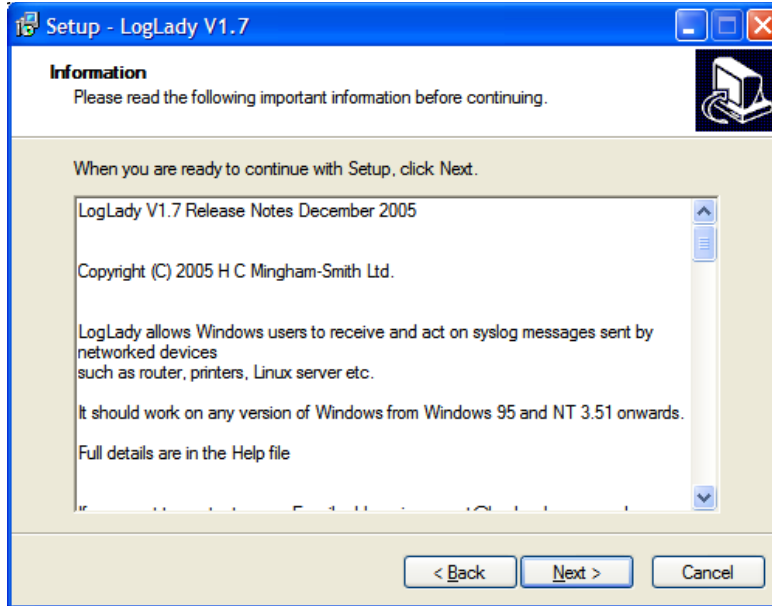 Setup - LogLady V1.7
Information
Please read the following important information before continuing.
When you are ready to continue with Setup, click Next.
LogLady V1.7 Release Notes December 2005
Copyright (C) 2005 H C Mingham-Smith Ltd.
LogLady allows Windows users to receive and act on syslog messages sent by
networked devices
such as router, printers, Linux server etc.
It should work on any version of Windows from Windows 95 and NT 3.51 onwards.
Full details are in the Help file
< Back
Next >
Cancel